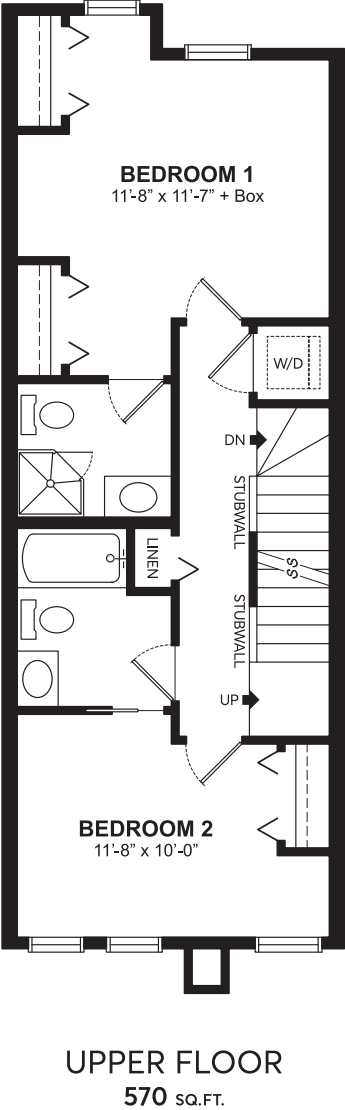 BEDROOM 1
11'-8” x 11'-7” + Box
W/D
DN
STUBWALL
LINEN
SS
STUBWALL
UP
BEDROOM 2
11'-8” x 10'-0”
UPPER FLOOR
570 SQ.FT.